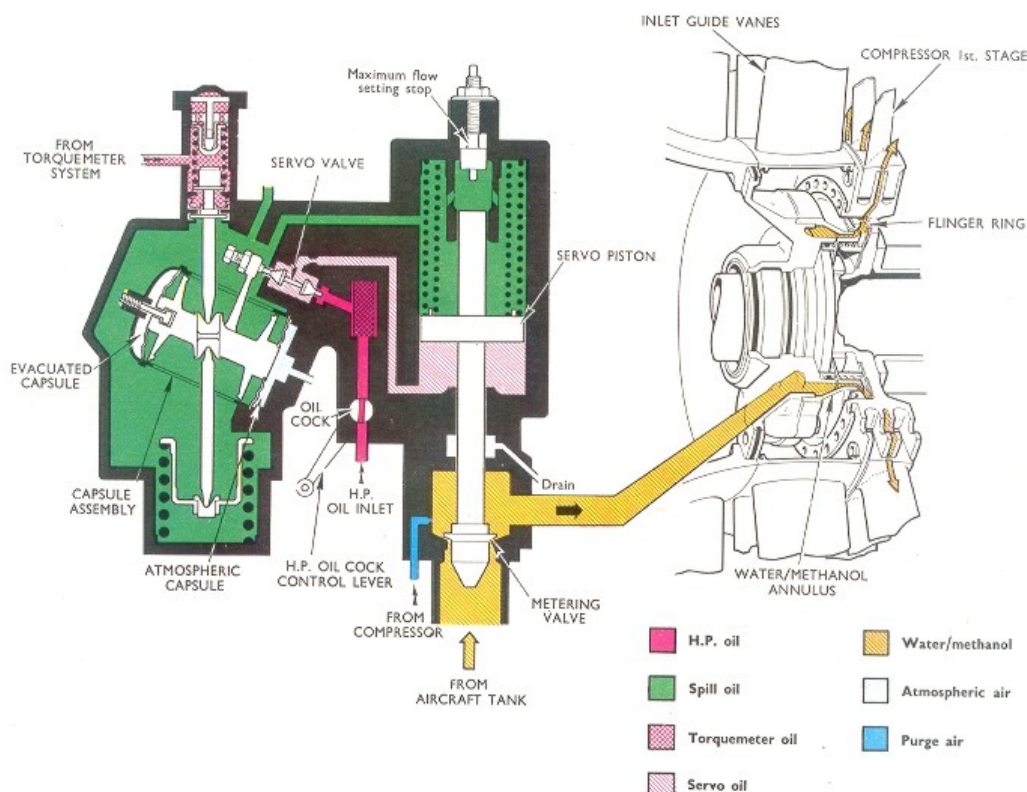 INLET GUIDE VANES
COMPRESSOR 1st. STAGE
Maximum flow
setting stop
FROM
TORQUEMETER
SYSTEM
SERVO VALVE
FLINGER RING
SERVO PISTON
EVACUATED
CAPSULE
OIL
COCK
CAPSULE
ASSEMBLY
H.P.
OIL INLET
Drain
ATMOSPHERIC
CAPSULE
H.P. OIL COCK
CONTROL LEVER
FROM
COMPRESSOR
METERING
VALVE
WATER/METHANOL
ANNULUS
FROM
AIRCRAFT TANK
H.P. oil
Spill oil
Torquemeter oil
Servo oil
Water/methanol
Atmospheric air
Purge air